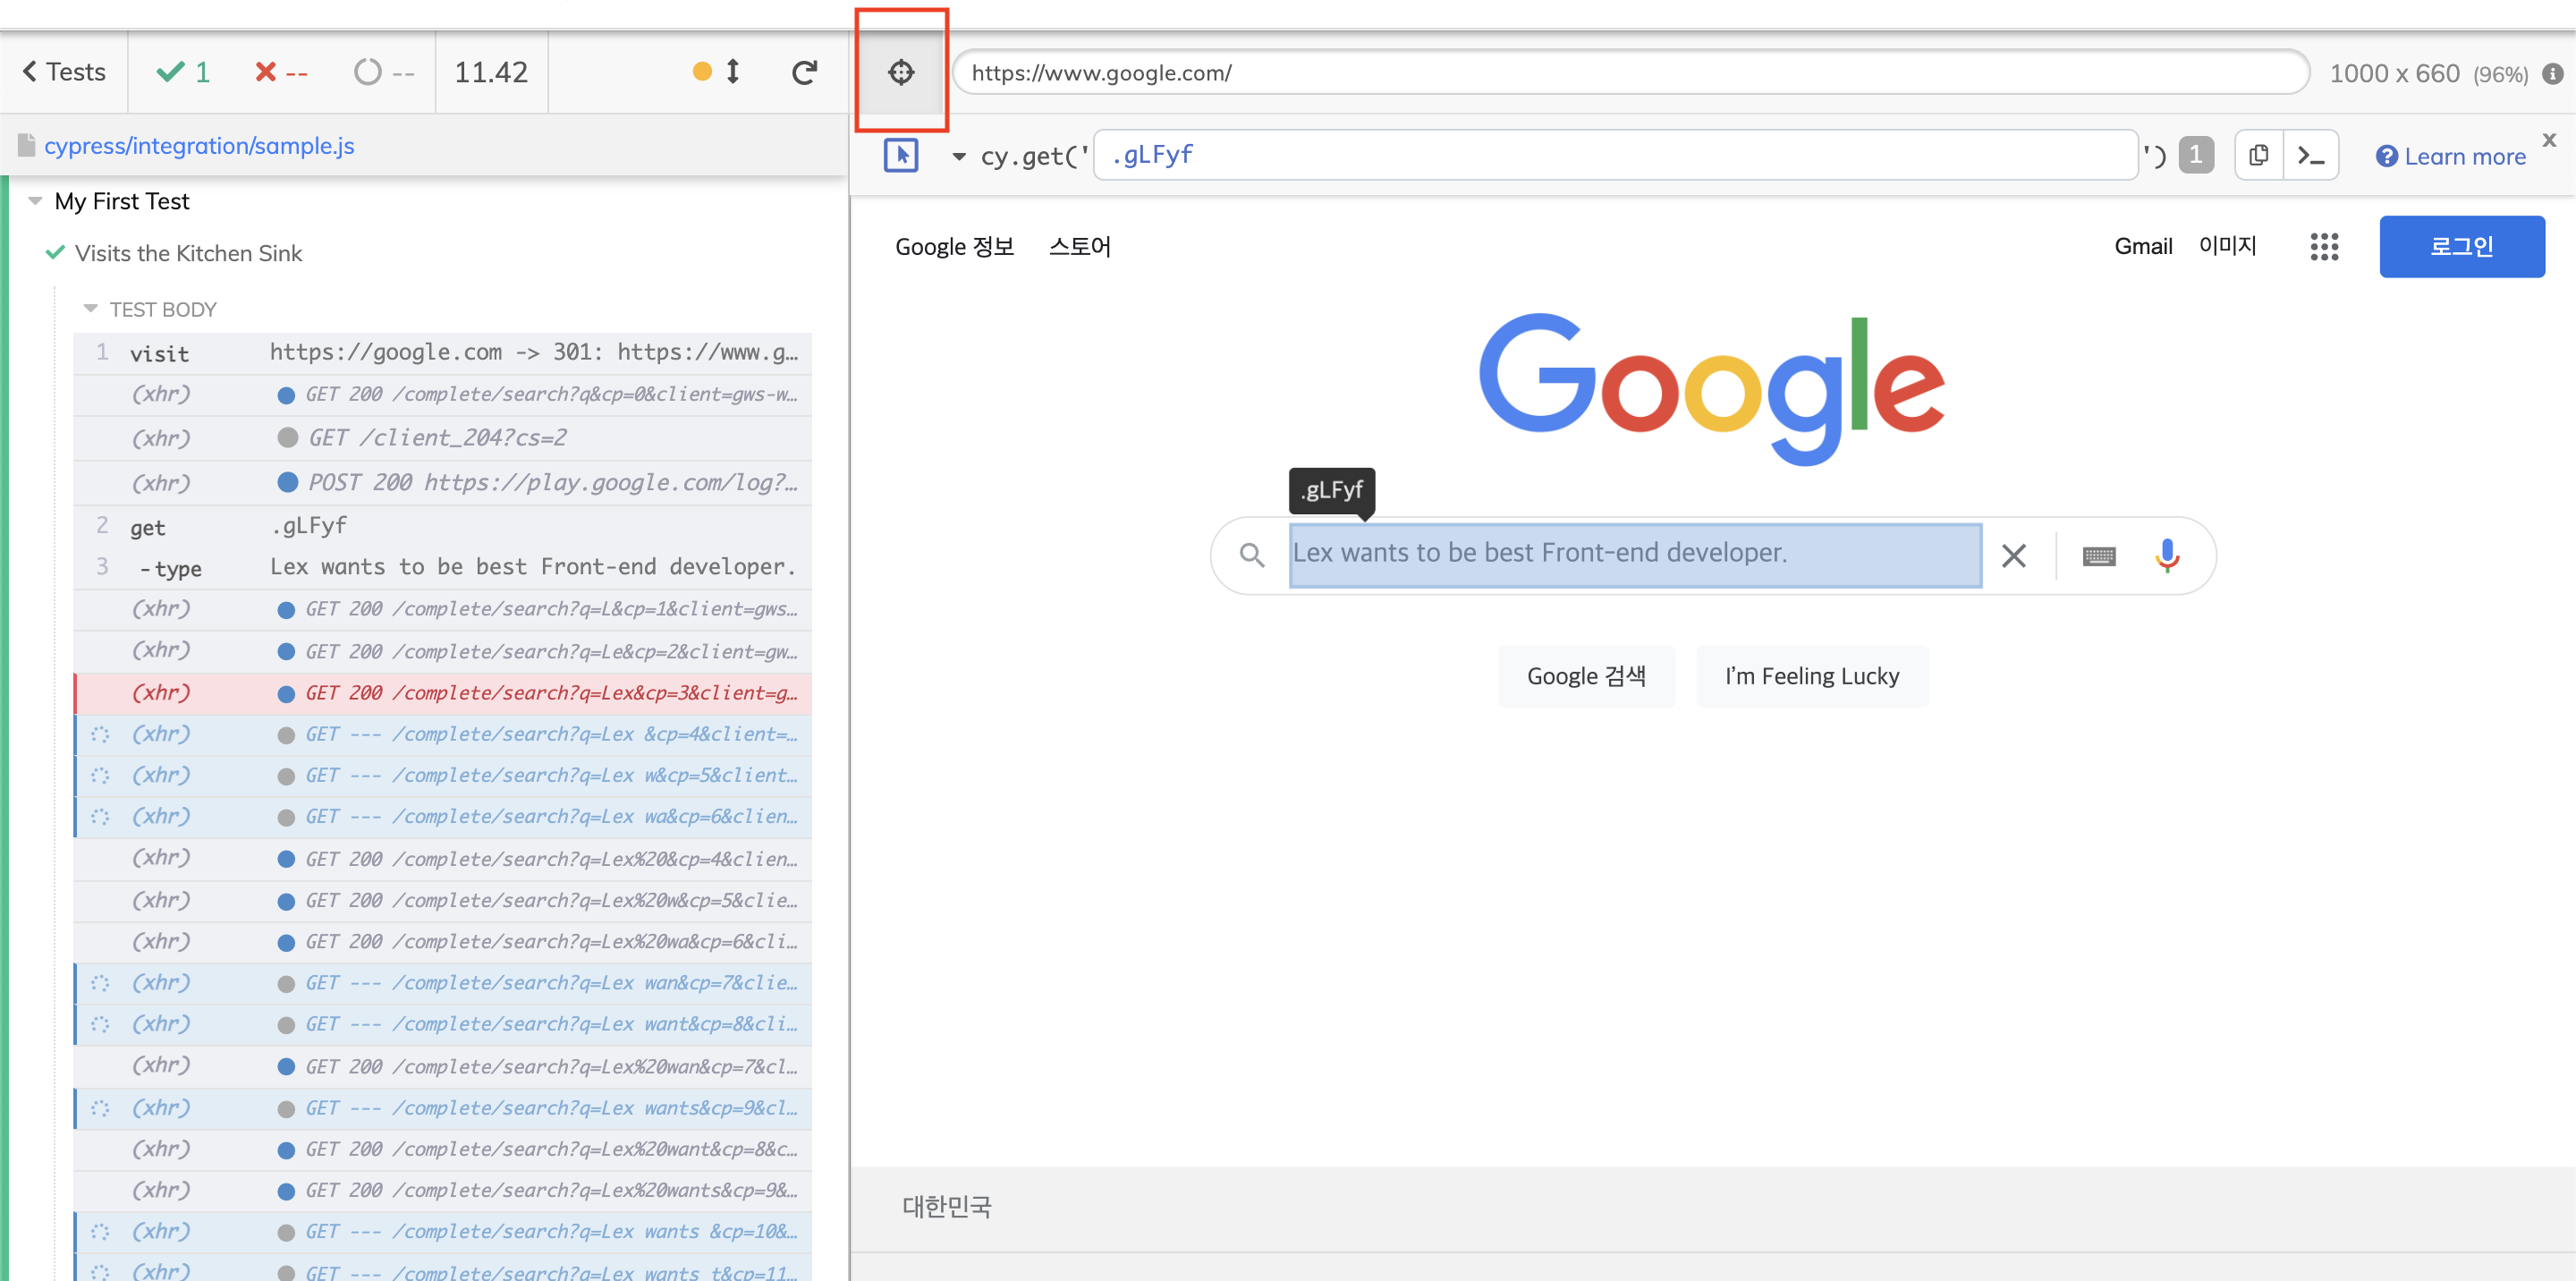 Tests 1 -- -- 11.42
https://www.google.com/ 1000 x 660 (96%)
cypress/integration/sample.js
cy.get(' .gLFyf ') 1 Learn more x
My First Test
Visits the Kitchen Sink
TEST BODY
1 visit https://google.com -> 301: https://www.g…
(xhr) GET 200 /complete/search?q&cp=0&client=gws-w…
(xhr) GET /client_204?cs=2
(xhr) POST 200 https://play.google.com/log?…
2 get .gLFyf
3 -type Lex wants to be best Front-end developer.
(xhr) GET 200 /complete/search?q=L&cp=1&client=gws…
(xhr) GET 200 /complete/search?q=Le&cp=2&client=gw…
(xhr) GET 200 /complete/search?q=Lex&cp=3&client=g…
(xhr) GET --- /complete/search?q=Lex &cp=4&client=…
(xhr) GET --- /complete/search?q=Lex w&cp=5&client…
(xhr) GET --- /complete/search?q=Lex wa&cp=6&clien…
(xhr) GET 200 /complete/search?q=Lex%20&cp=4&clien…
(xhr) GET 200 /complete/search?q=Lex%20w&cp=5&clie…
(xhr) GET 200 /complete/search?q=Lex%20wa&cp=6&cli…
(xhr) GET --- /complete/search?q=Lex wan&cp=7&clie…
(xhr) GET --- /complete/search?q=Lex want&cp=8&cli…
(xhr) GET 200 /complete/search?q=Lex%20wan&cp=7&cl…
(xhr) GET --- /complete/search?q=Lex wants&cp=9&cl…
(xhr) GET 200 /complete/search?q=Lex%20want&cp=8&c…
(xhr) GET 200 /complete/search?q=Lex%20wants&cp=9&…
(xhr) GET --- /complete/search?q=Lex wants &cp=10&…
(xhr) GET --- /complete/search?q=Lex wants t&cp=11…
Google 정보 스토어 Gmail 이미지 로그인
Google
.gLFyf
Lex wants to be best Front-end developer.
Google 검색 I'm Feeling Lucky
대한민국